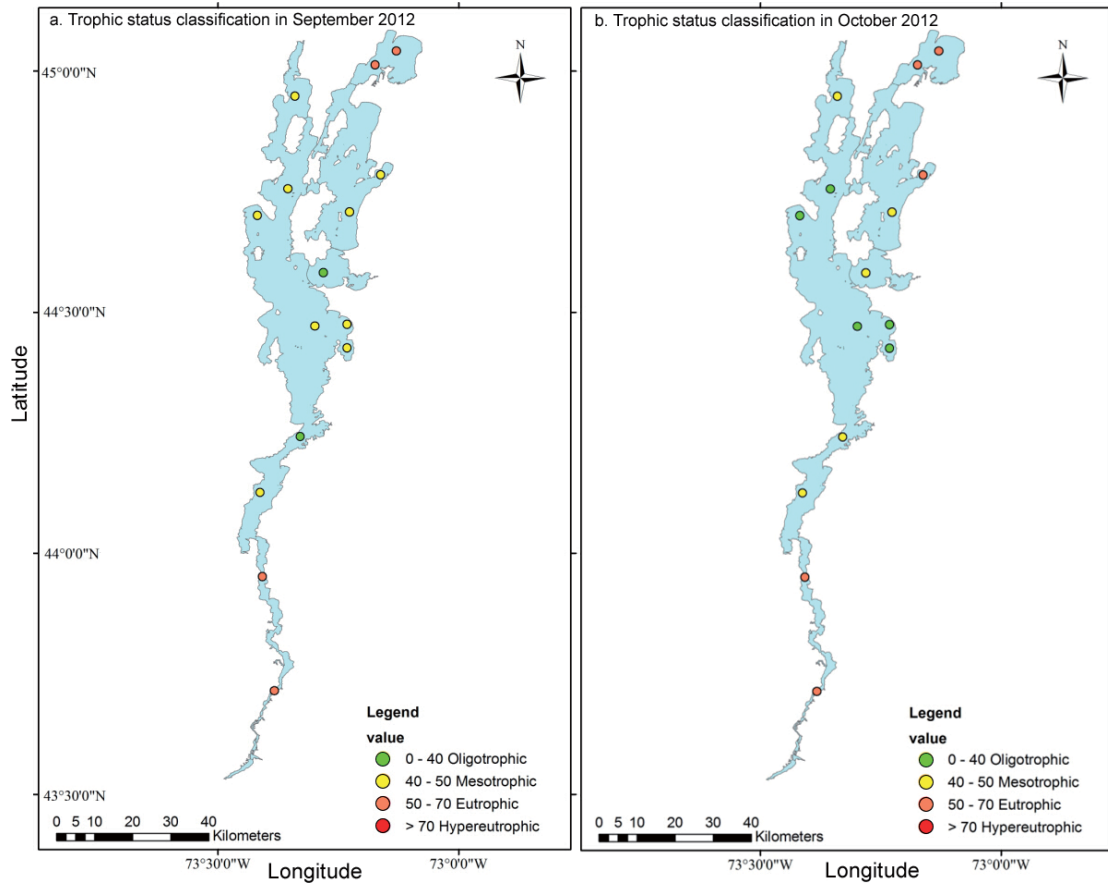 a. Trophic status classification in September 2012
b. Trophic status classification in October 2012
N
N
45°0'0"N
44°30'0"N
44°0'0"N
43°30'0"N
Latitude
Legend
value
0 - 40 Oligotrophic
40 - 50 Mesotrophic
50 - 70 Eutrophic
> 70 Hypereutrophic
0 5 10 20 30 40
Kilometers
73°30'0"W
73°0'0"W
Longitude
Legend
value
0 - 40 Oligotrophic
40 - 50 Mesotrophic
50 - 70 Eutrophic
> 70 Hypereutrophic
0 5 10 20 30 40
Kilometers
73°30'0"W
73°0'0"W
Longitude